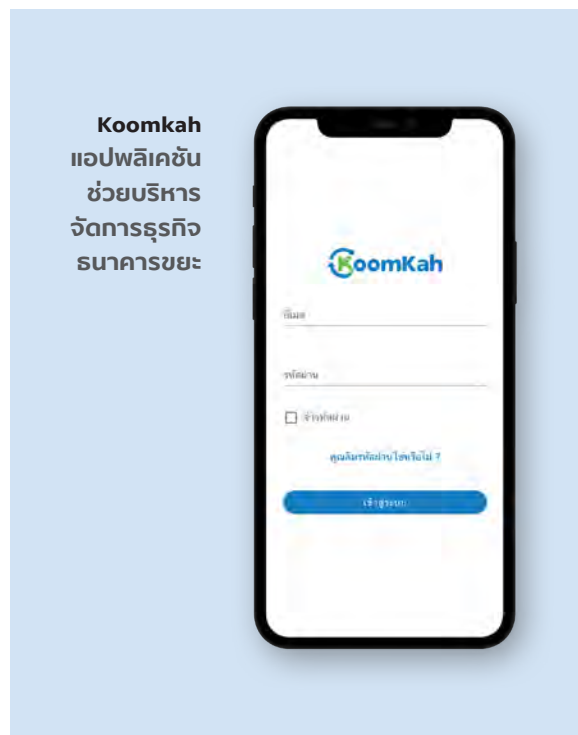 Koomkah
แอปพลิเคชัน
ช่วยบริหาร
จัดการธุรกิจ
ธนาคารขยะ
KoomKah
อีเมล
รหัสผ่าน
จำรหัสผ่าน
คุณลืมรหัสผ่านใช่หรือไม่ ?
เข้าสู่ระบบ